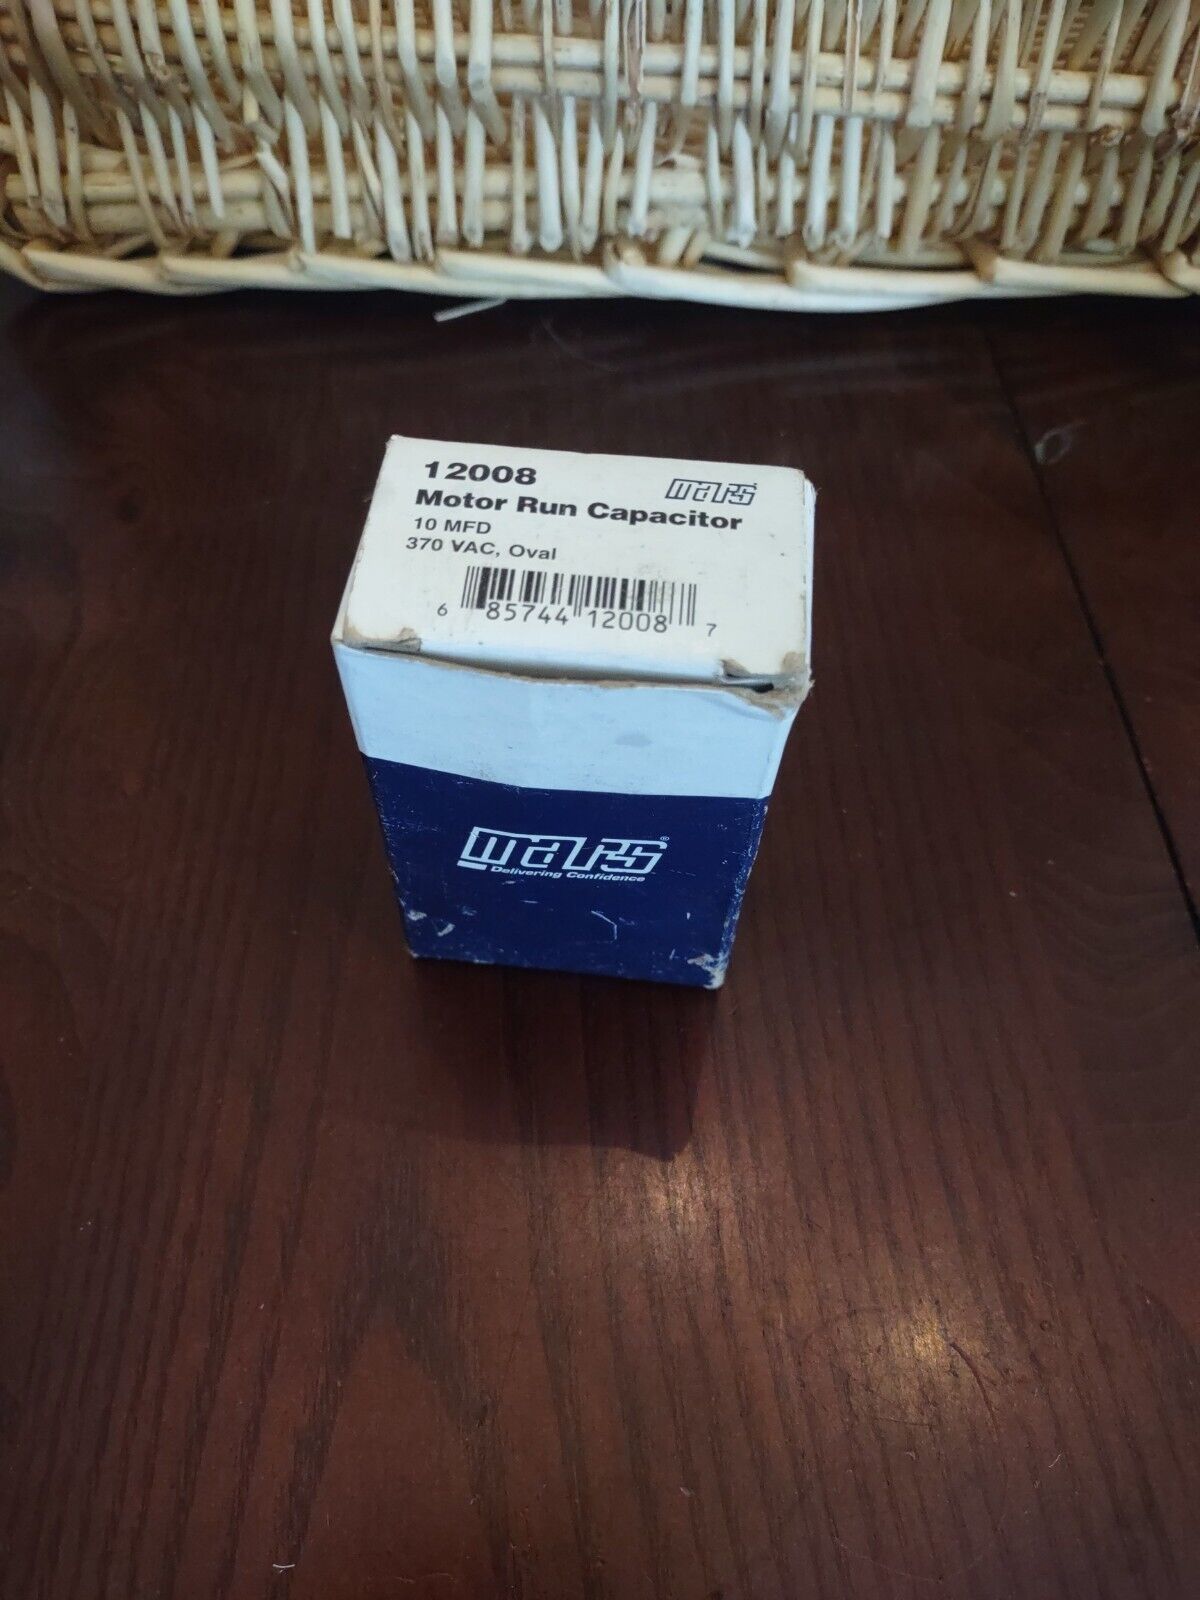 12008
mars
Motor Run Capacitor
10 MFD
370 VAC, Oval
6 85744 12008 7
mars®
Delivering Confidence